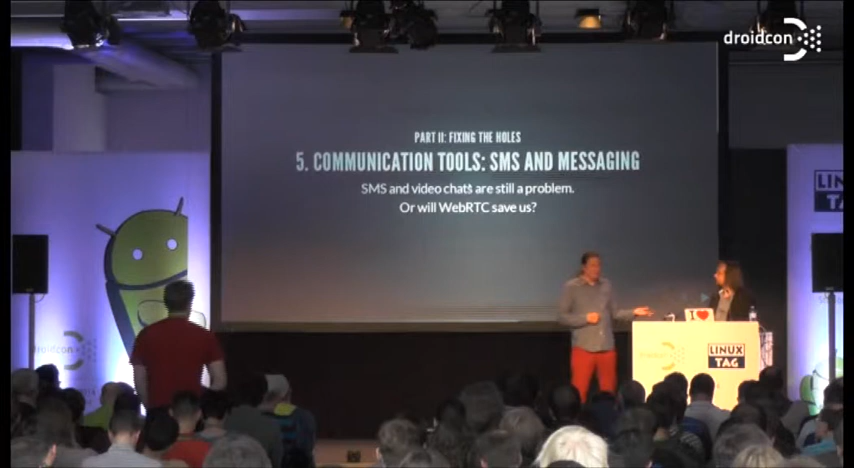 droidcon
PART II: FIXING THE HOLES
5. COMMUNICATION TOOLS: SMS AND MESSAGING
SMS and video chats are still a problem.
Or will WebRTC save us?
LINUX
TAG
droidcon
I ❤
LINUX
TAG